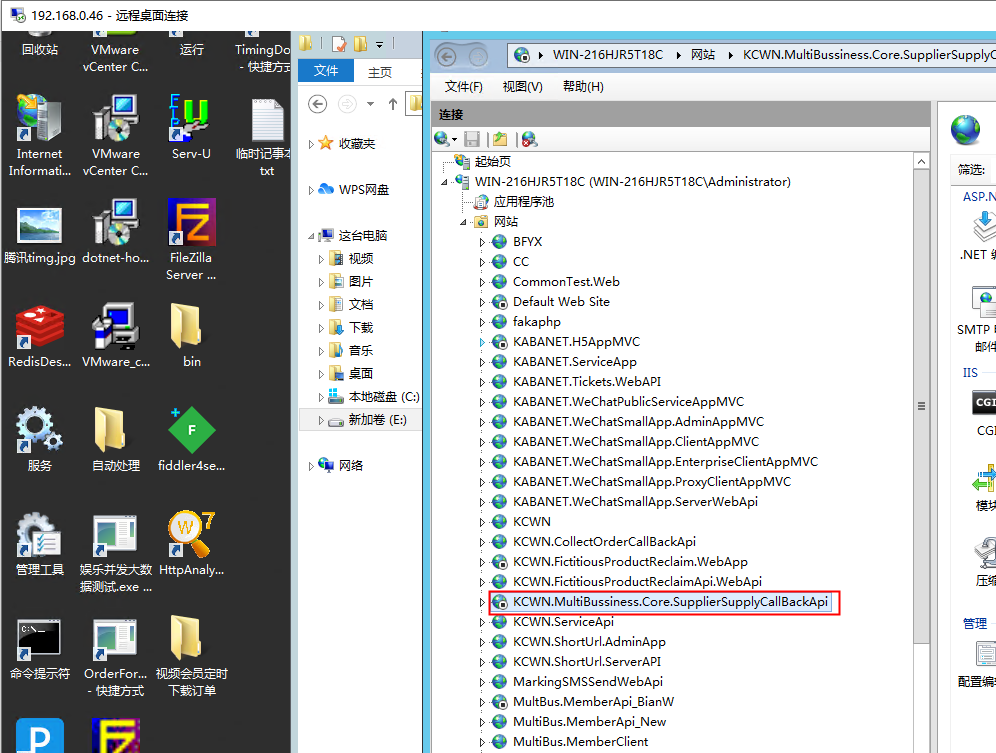 192.168.0.46 - 远程桌面连接
回收站
VMware
vCenter C...
运行
TimingDo
- 快捷方式
Internet
Informati...
VMware
vCenter C...
Serv-U
临时记事本
txt
腾讯timg.jpg
dotnet-ho...
FileZilla
Server ...
RedisDes...
VMware_c...
bin
服务
自动处理
fiddler4se...
管理工具
娱乐并发大数
据测试.exe ...
HttpAnaly...
命令提示符
OrderFor...
- 快捷方式
视频会员定时
下载订单
文件
主页
收藏夹
WPS网盘
这台电脑
视频
图片
文档
下载
音乐
桌面
本地磁盘 (C:)
新加卷 (E:)
网络
WIN-216HJR5T18C
网站
KCWN.MultiBussiness.Core.SupplierSupplyC
文件(F)
视图(V)
帮助(H)
连接
起始页
WIN-216HJR5T18C (WIN-216HJR5T18C\Administrator)
应用程序池
网站
BFYX
CC
CommonTest.Web
Default Web Site
fakaphp
KABANET.H5AppMVC
KABANET.ServiceApp
KABANET.Tickets.WebAPI
KABANET.WeChatPublicServiceAppMVC
KABANET.WeChatSmallApp.AdminAppMVC
KABANET.WeChatSmallApp.ClientAppMVC
KABANET.WeChatSmallApp.EnterpriseClientAppMVC
KABANET.WeChatSmallApp.ProxyClientAppMVC
KABANET.WeChatSmallApp.ServerWebApi
KCWN
KCWN.CollectOrderCallBackApi
KCWN.FictitiousProductReclaim.WebApp
KCWN.FictitiousProductReclaimApi.WebApi
KCWN.MultiBussiness.Core.SupplierSupplyCallBackApi
KCWN.ServiceApi
KCWN.ShortUrl.AdminApp
KCWN.ShortUrl.ServerAPI
MarkingSMSSendWebApi
MultBus.MemberApi_BianW
MultiBus.MemberApi_New
MultiBus.MemberClient
筛选:
ASP.N
.NET 编
SMTP 电
邮件
IIS
CGI
CGI
模块
压缩
管理
配置编辑